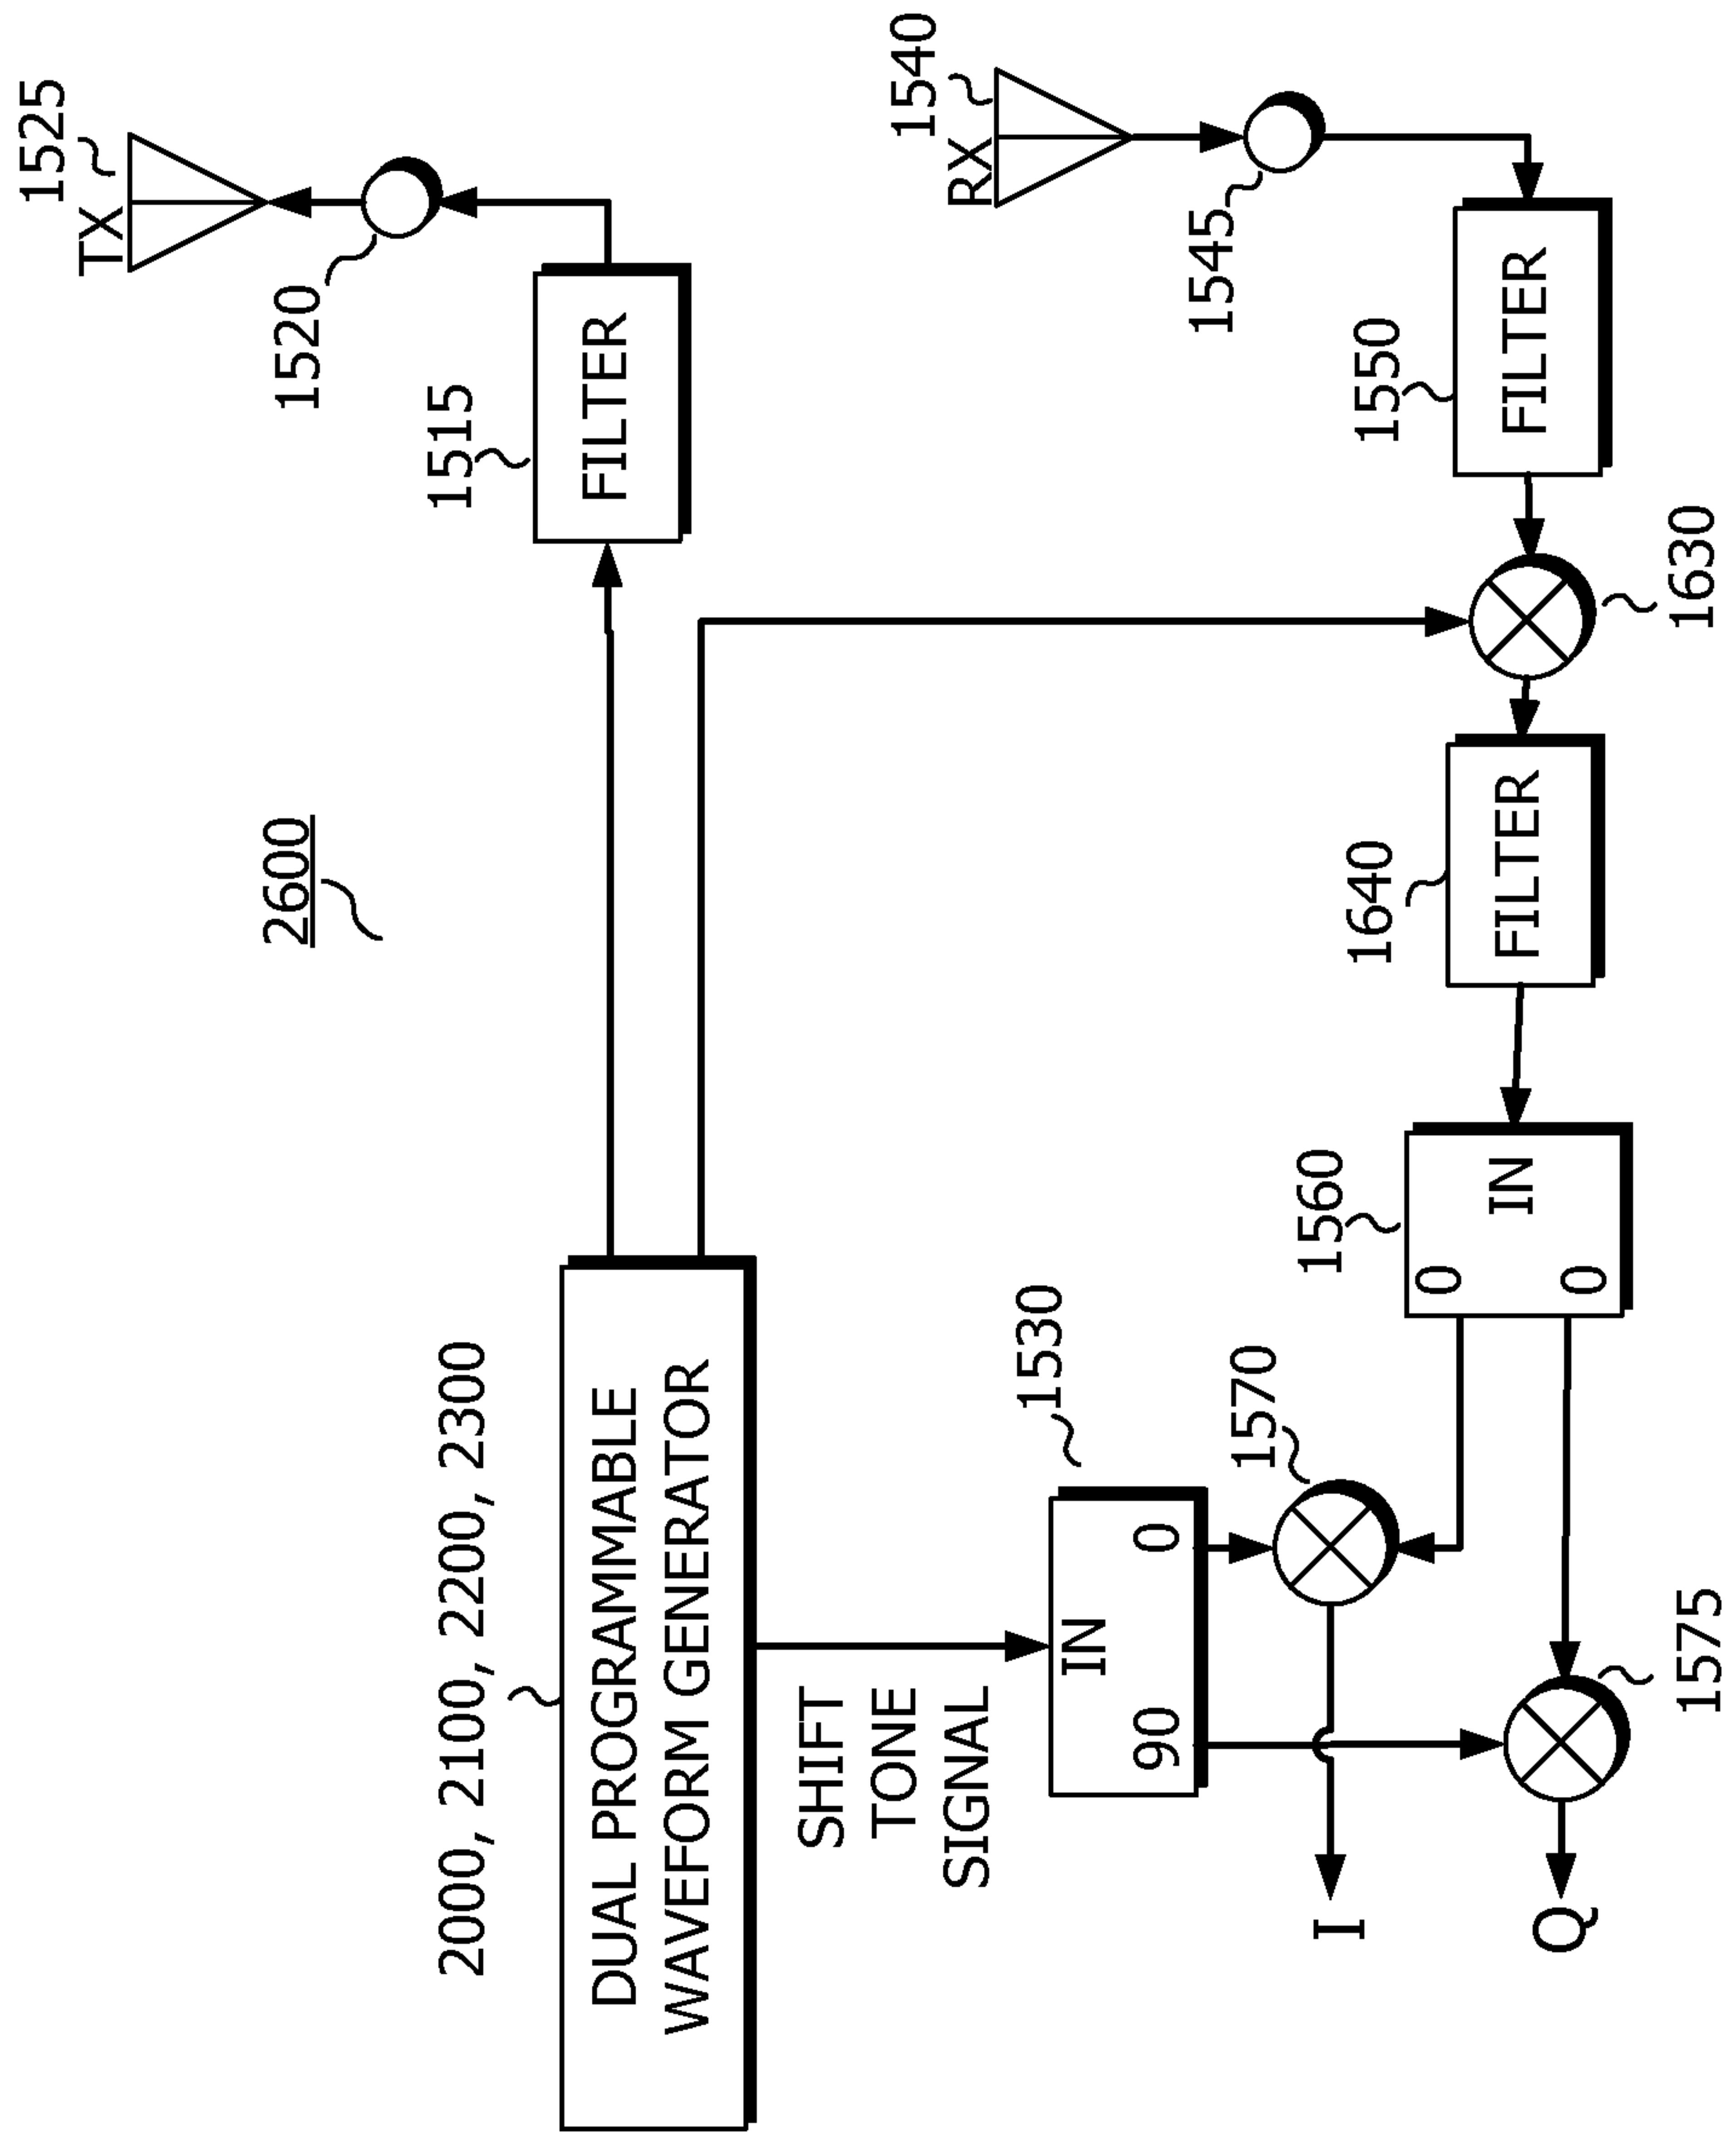 2600
2000, 2100, 2200, 2300
DUAL PROGRAMMABLE
WAVEFORM GENERATOR
1515
FILTER
1520
TX
1525
SHIFT
TONE
SIGNAL
1530
IN
90
0
1570
1560
0
IN
0
1640
FILTER
1630
1550
FILTER
1545
RX
1540
I
Q
1575